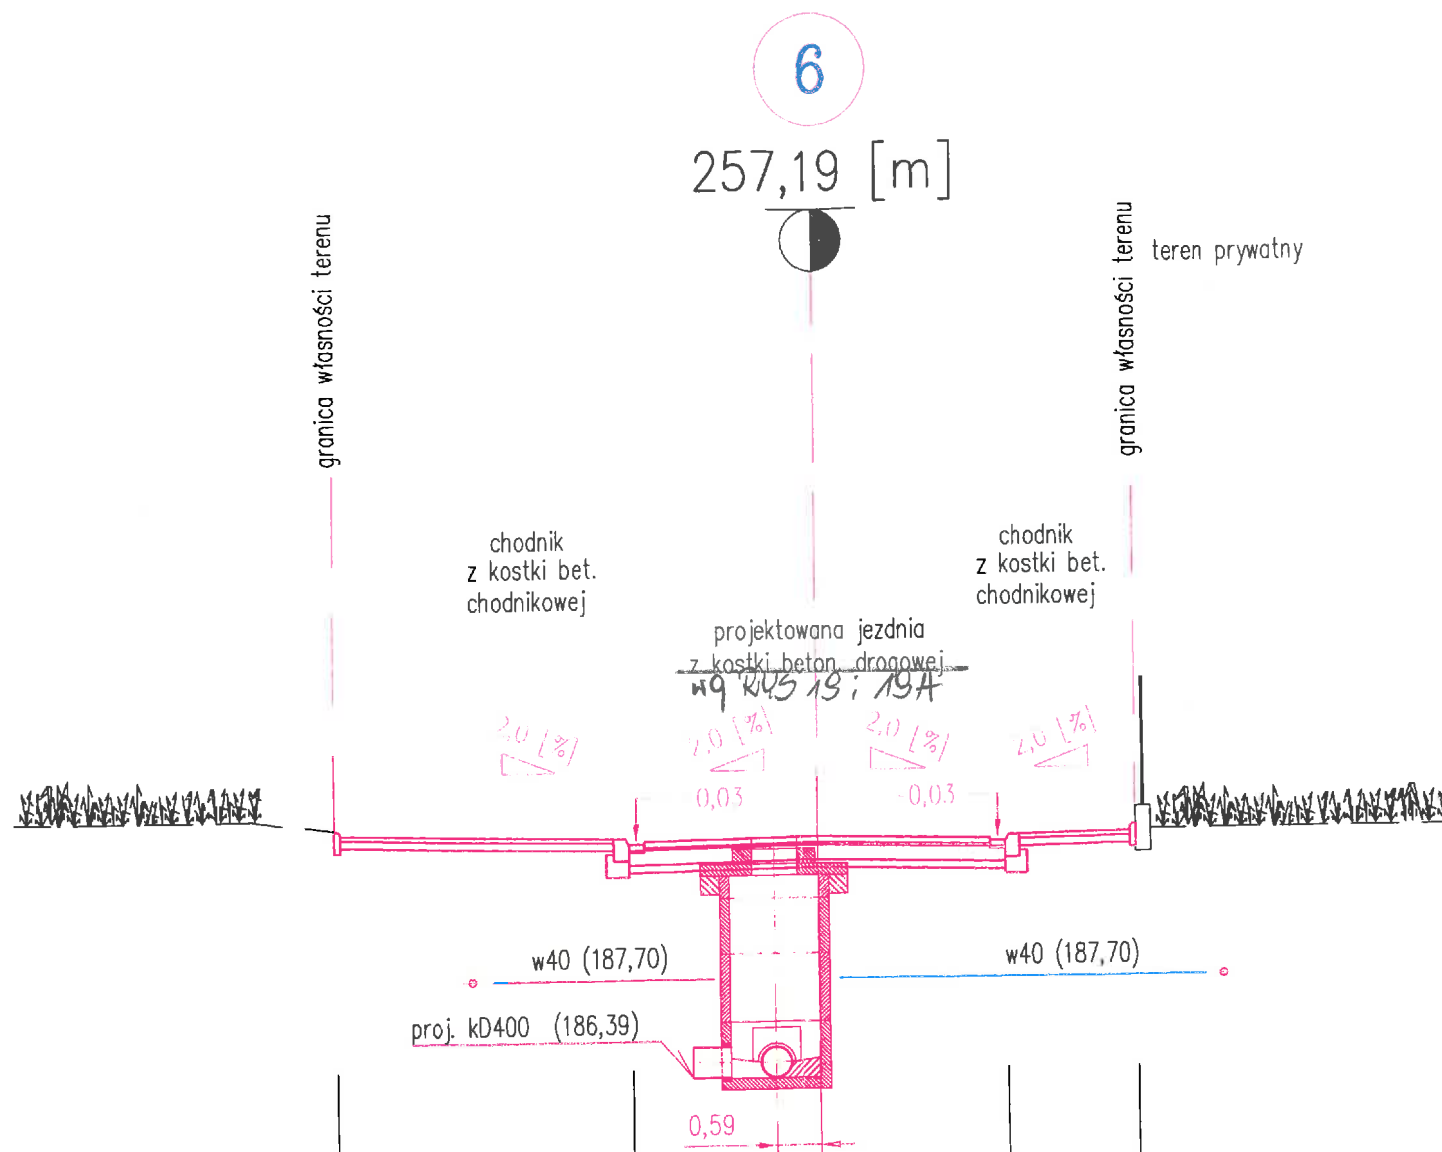 6
257,19 [m]
granica własności terenu
granica własności terenu
teren prywatny
chodnik
z kostki bet.
chodnikowej
chodnik
z kostki bet.
chodnikowej
projektowana jezdnia
z kostki beton. drogowej
wg RYS 19 i 19A
2,0 [%]
2,0 [%]
2,0 [%]
2,0 [%]
0,03
-0,03
w40 (187,70)
w40 (187,70)
proj. kD400 (186,39)
0,59